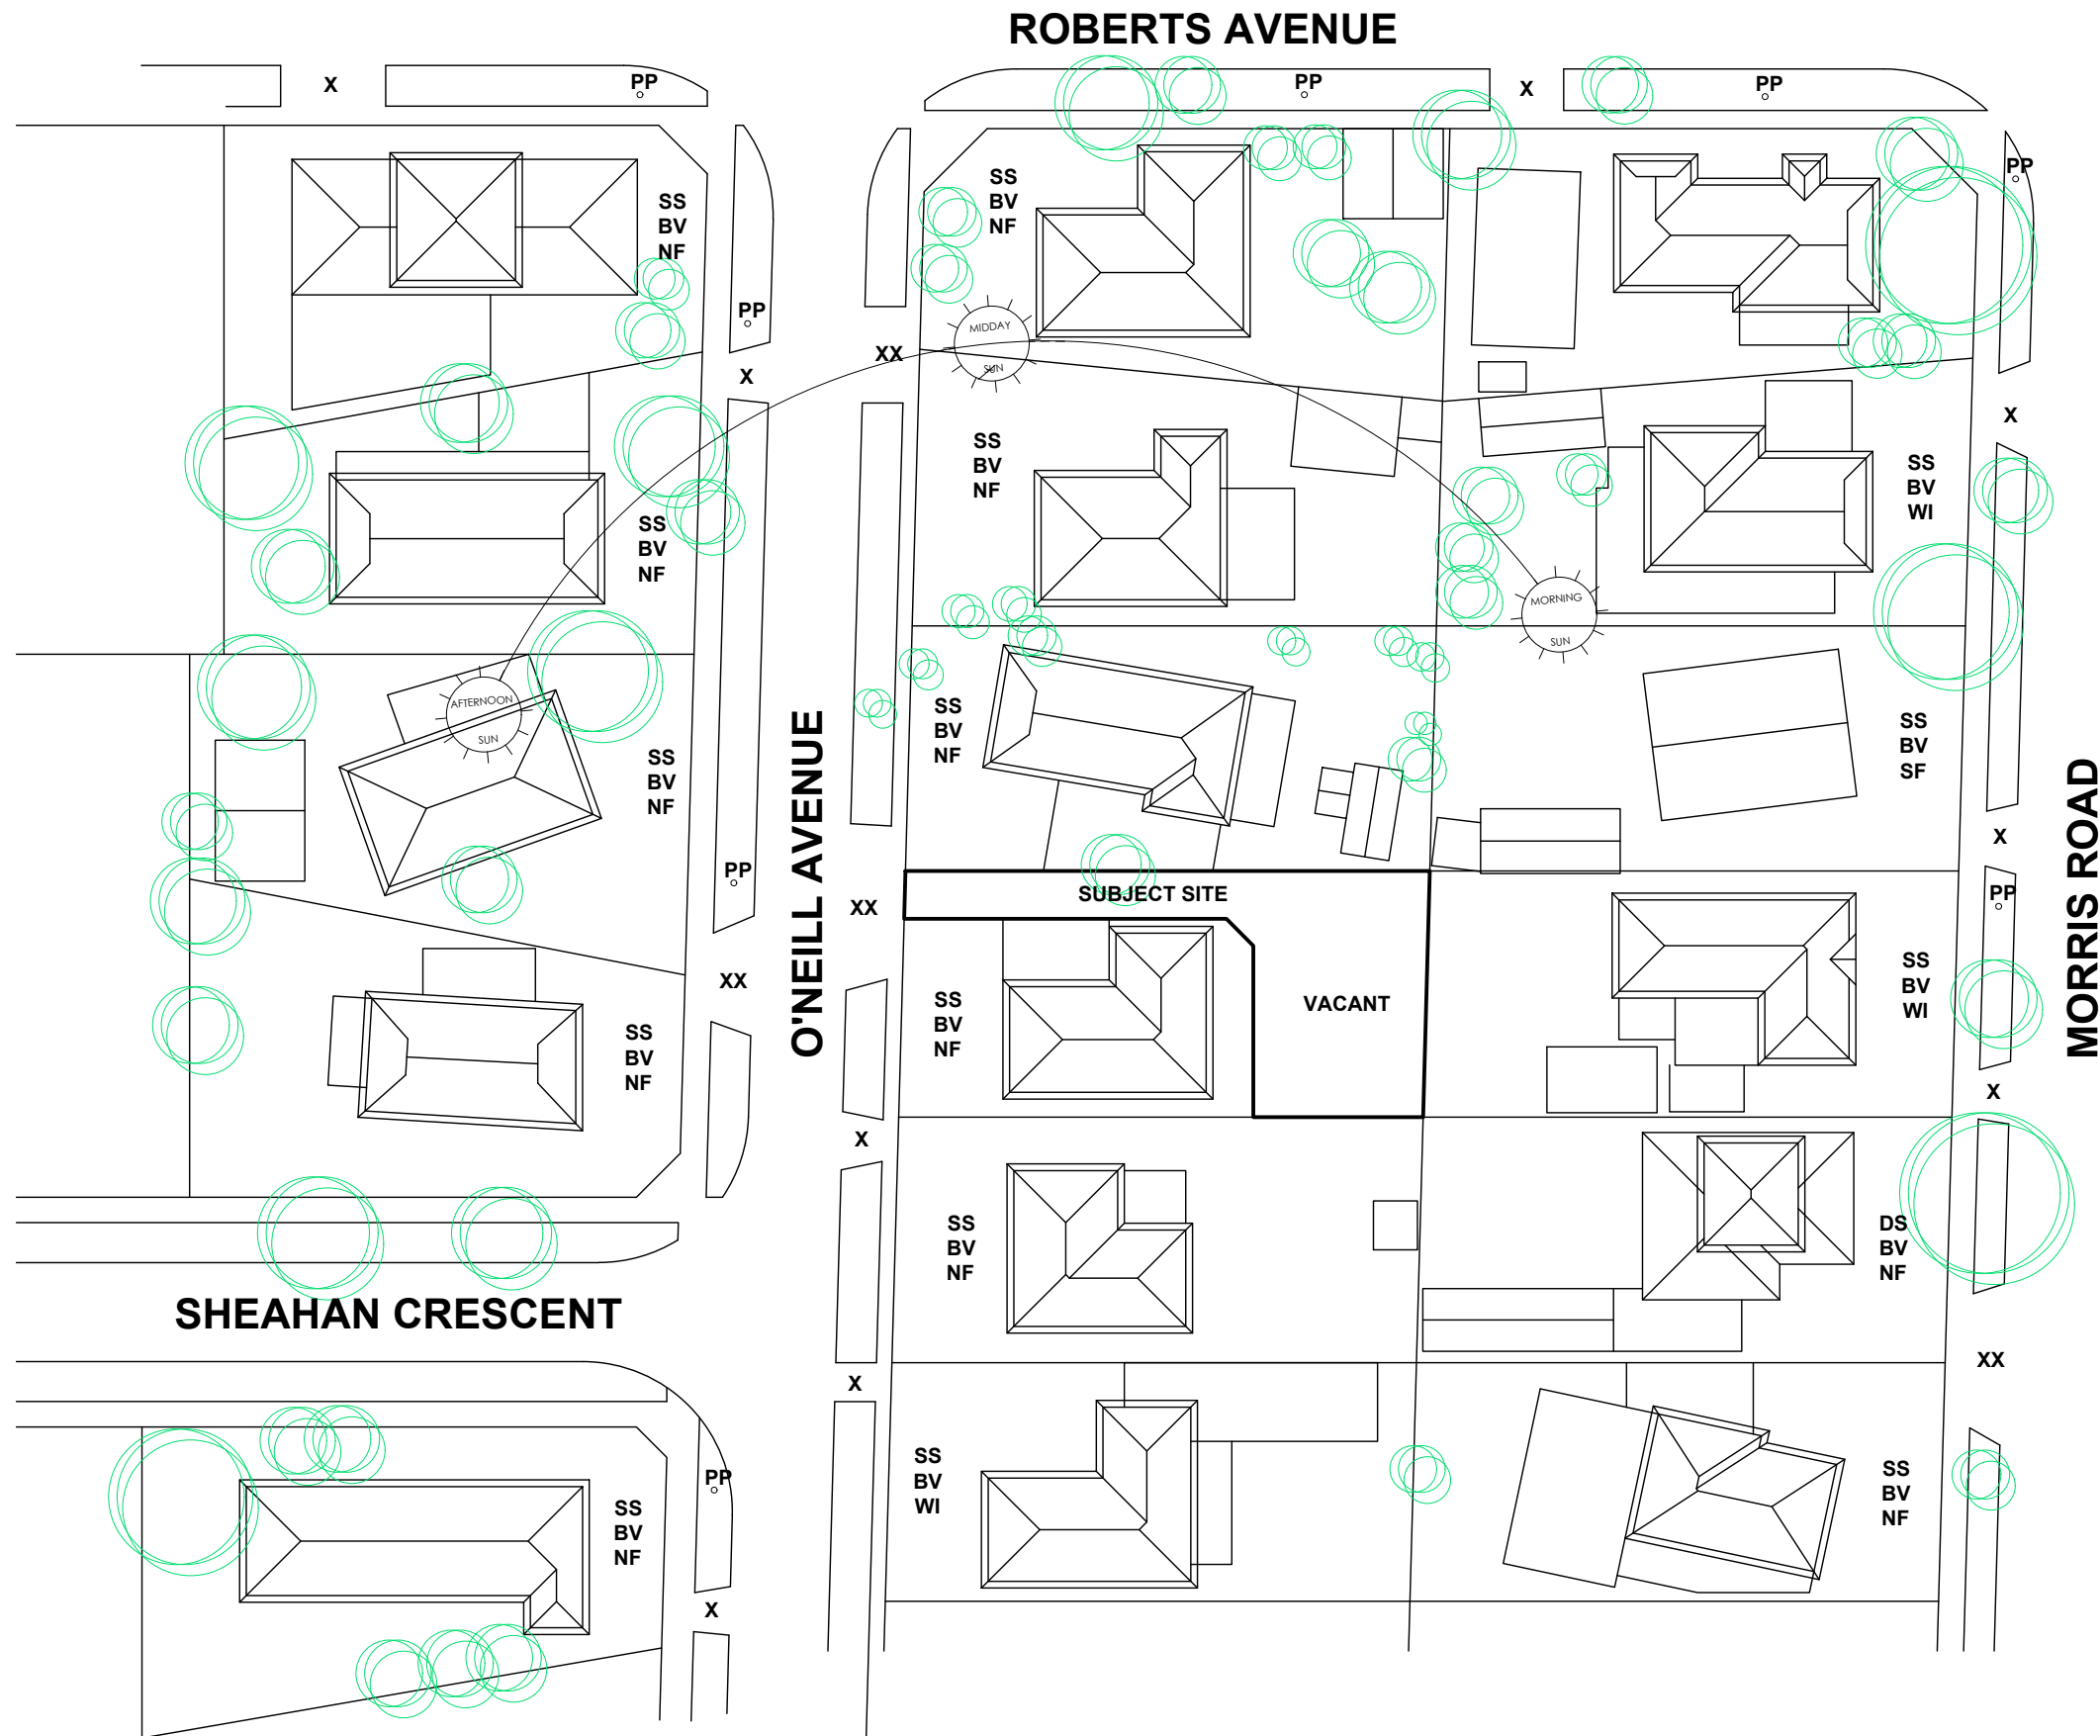 ROBERTS AVENUE
X
PP
PP
X
PP
PP
SS
BV
NF
SS
BV
NF
PP
MIDDAY
SUN
XX
X
X
SS
BV
NF
SS
BV
WI
SS
BV
NF
MORNING
SUN
AFTERNOON
SUN
SS
BV
NF
SS
BV
NF
SS
BV
SF
O'NEILL AVENUE
MORRIS ROAD
X
PP
XX
SUBJECT SITE
PP
XX
SS
BV
NF
SS
BV
NF
VACANT
SS
BV
WI
X
X
SS
BV
NF
DS
BV
NF
SHEAHAN CRESCENT
X
XX
PP
SS
BV
NF
SS
BV
WI
SS
BV
NF
X